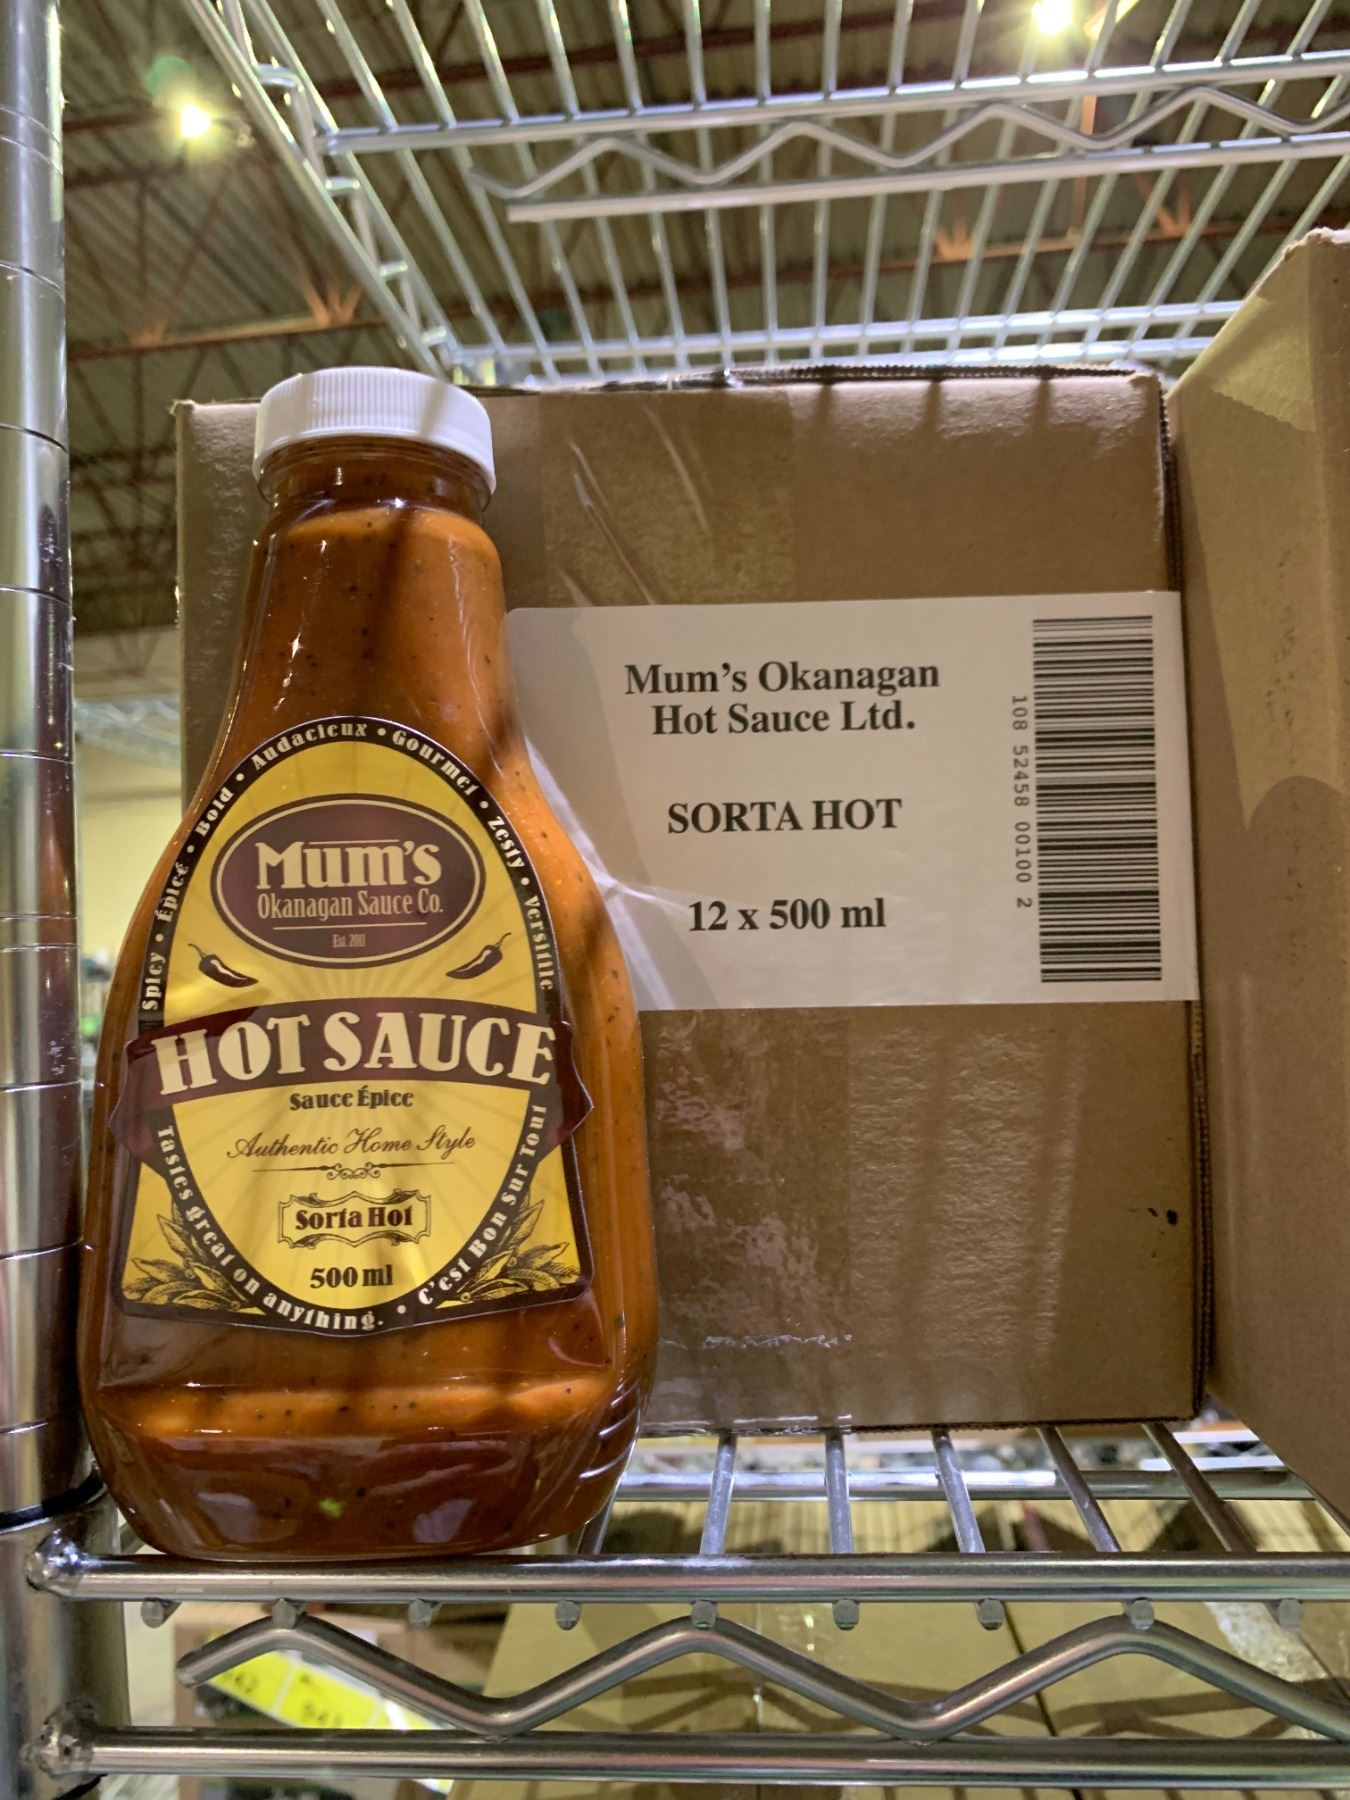 Spicy • Épicé • Bold • Audacieux • Gourmet • Zesty • Versitile
Mum's
Okanagan Sauce Co.
Est. 2011
HOT SAUCE
Sauce Épice
Authentic Home Style
Sorta Hot
500 ml
Tastes great on anything. • C'est Bon Sur Tout
Mum's Okanagan
Hot Sauce Ltd.
SORTA HOT
12 x 500 ml
108 52458 00100 2